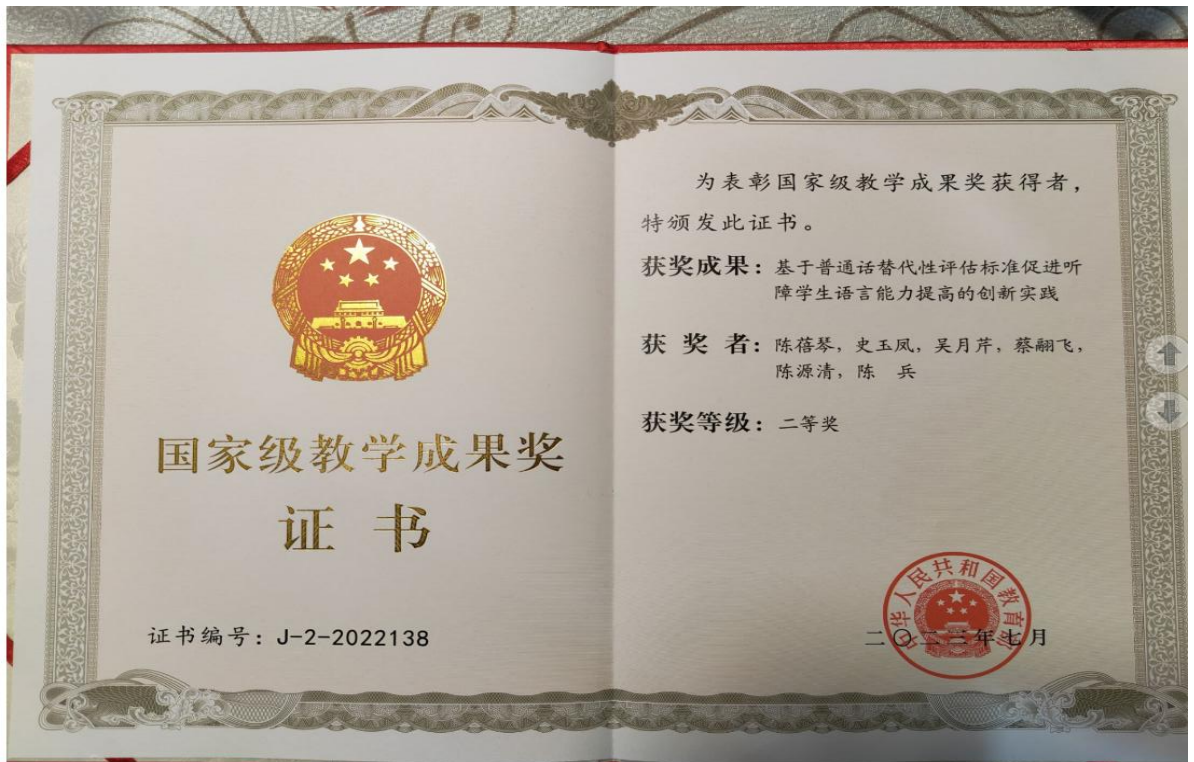 国家级教学成果奖
证 书
证书编号：J-2-2022138
为表彰国家级教学成果奖获得者，
特颁发此证书。
获奖成果：基于普通话替代性评估标准促进听
障学生语言能力提高的创新实践
获 奖 者：陈蓓琴，史玉凤，吴月芹，蔡翮飞，
陈源清，陈 兵
获奖等级：二等奖
中华人民共和国教育部
二〇二三年七月